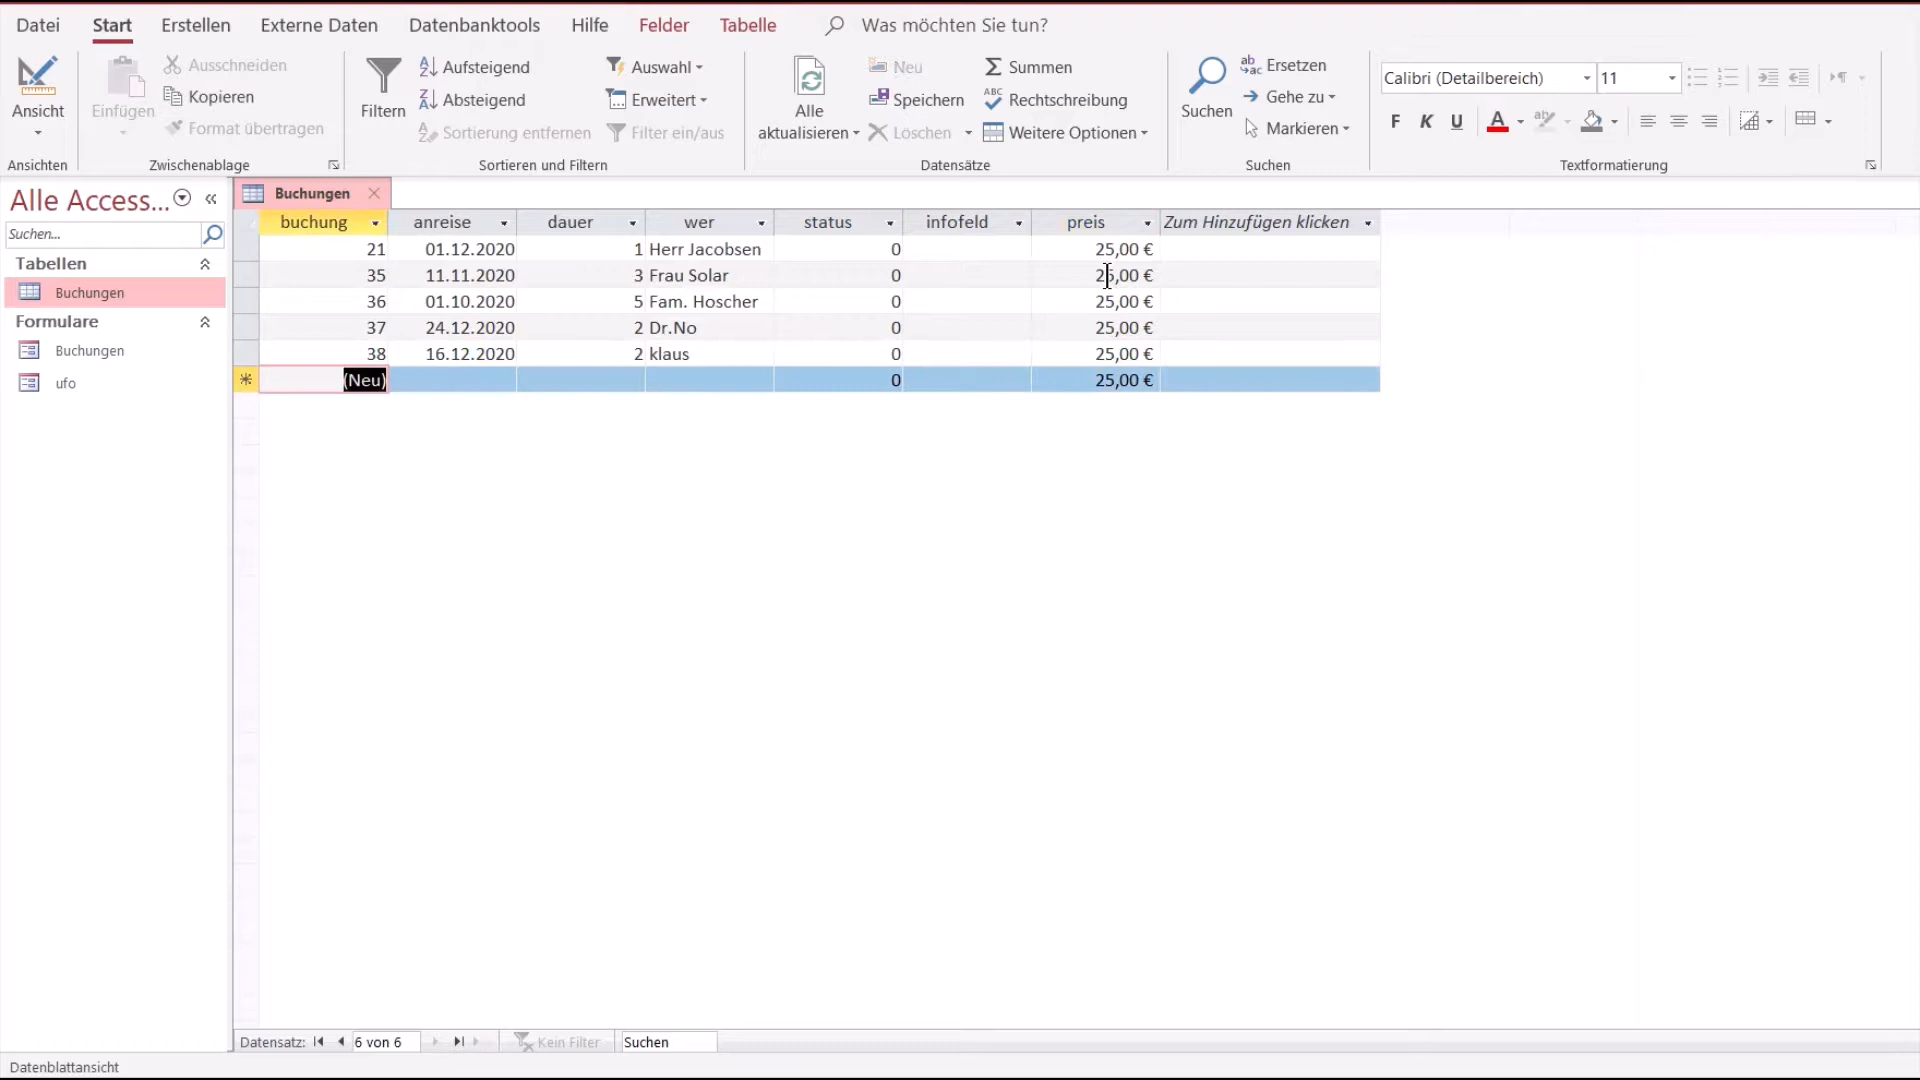 Datei Start Erstellen Externe Daten Datenbanktools Hilfe Felder Tabelle Was möchten Sie tun?
Ansicht
Ansichten
Einfügen
Ausschneiden
Kopieren
Format übertragen
Zwischenablage
Filtern
Aufsteigend
Absteigend
Sortierung entfernen
Auswahl
Erweitert
Filter ein/aus
Sortieren und Filtern
Alle
aktualisieren
Neu
Speichern
Löschen
Summen
Rechtschreibung
Weitere Optionen
Datensätze
Suchen
Ersetzen
Gehe zu
Markieren
Suchen
Calibri (Detailbereich) 11
F K U A
Textformatierung
Alle Access...
Suchen...
Tabellen
Buchungen
Formulare
Buchungen
ufo
Buchungen
buchung anreise dauer wer status infofeld preis Zum Hinzufügen klicken
21 01.12.2020 1 Herr Jacobsen 0 25,00 €
35 11.11.2020 3 Frau Solar 0 25,00 €
36 01.10.2020 5 Fam. Hoscher 0 25,00 €
37 24.12.2020 2 Dr.No 0 25,00 €
38 16.12.2020 2 klaus 0 25,00 €
(Neu) 0 25,00 €
Datensatz: 6 von 6 Kein Filter Suchen
Datenblattansicht